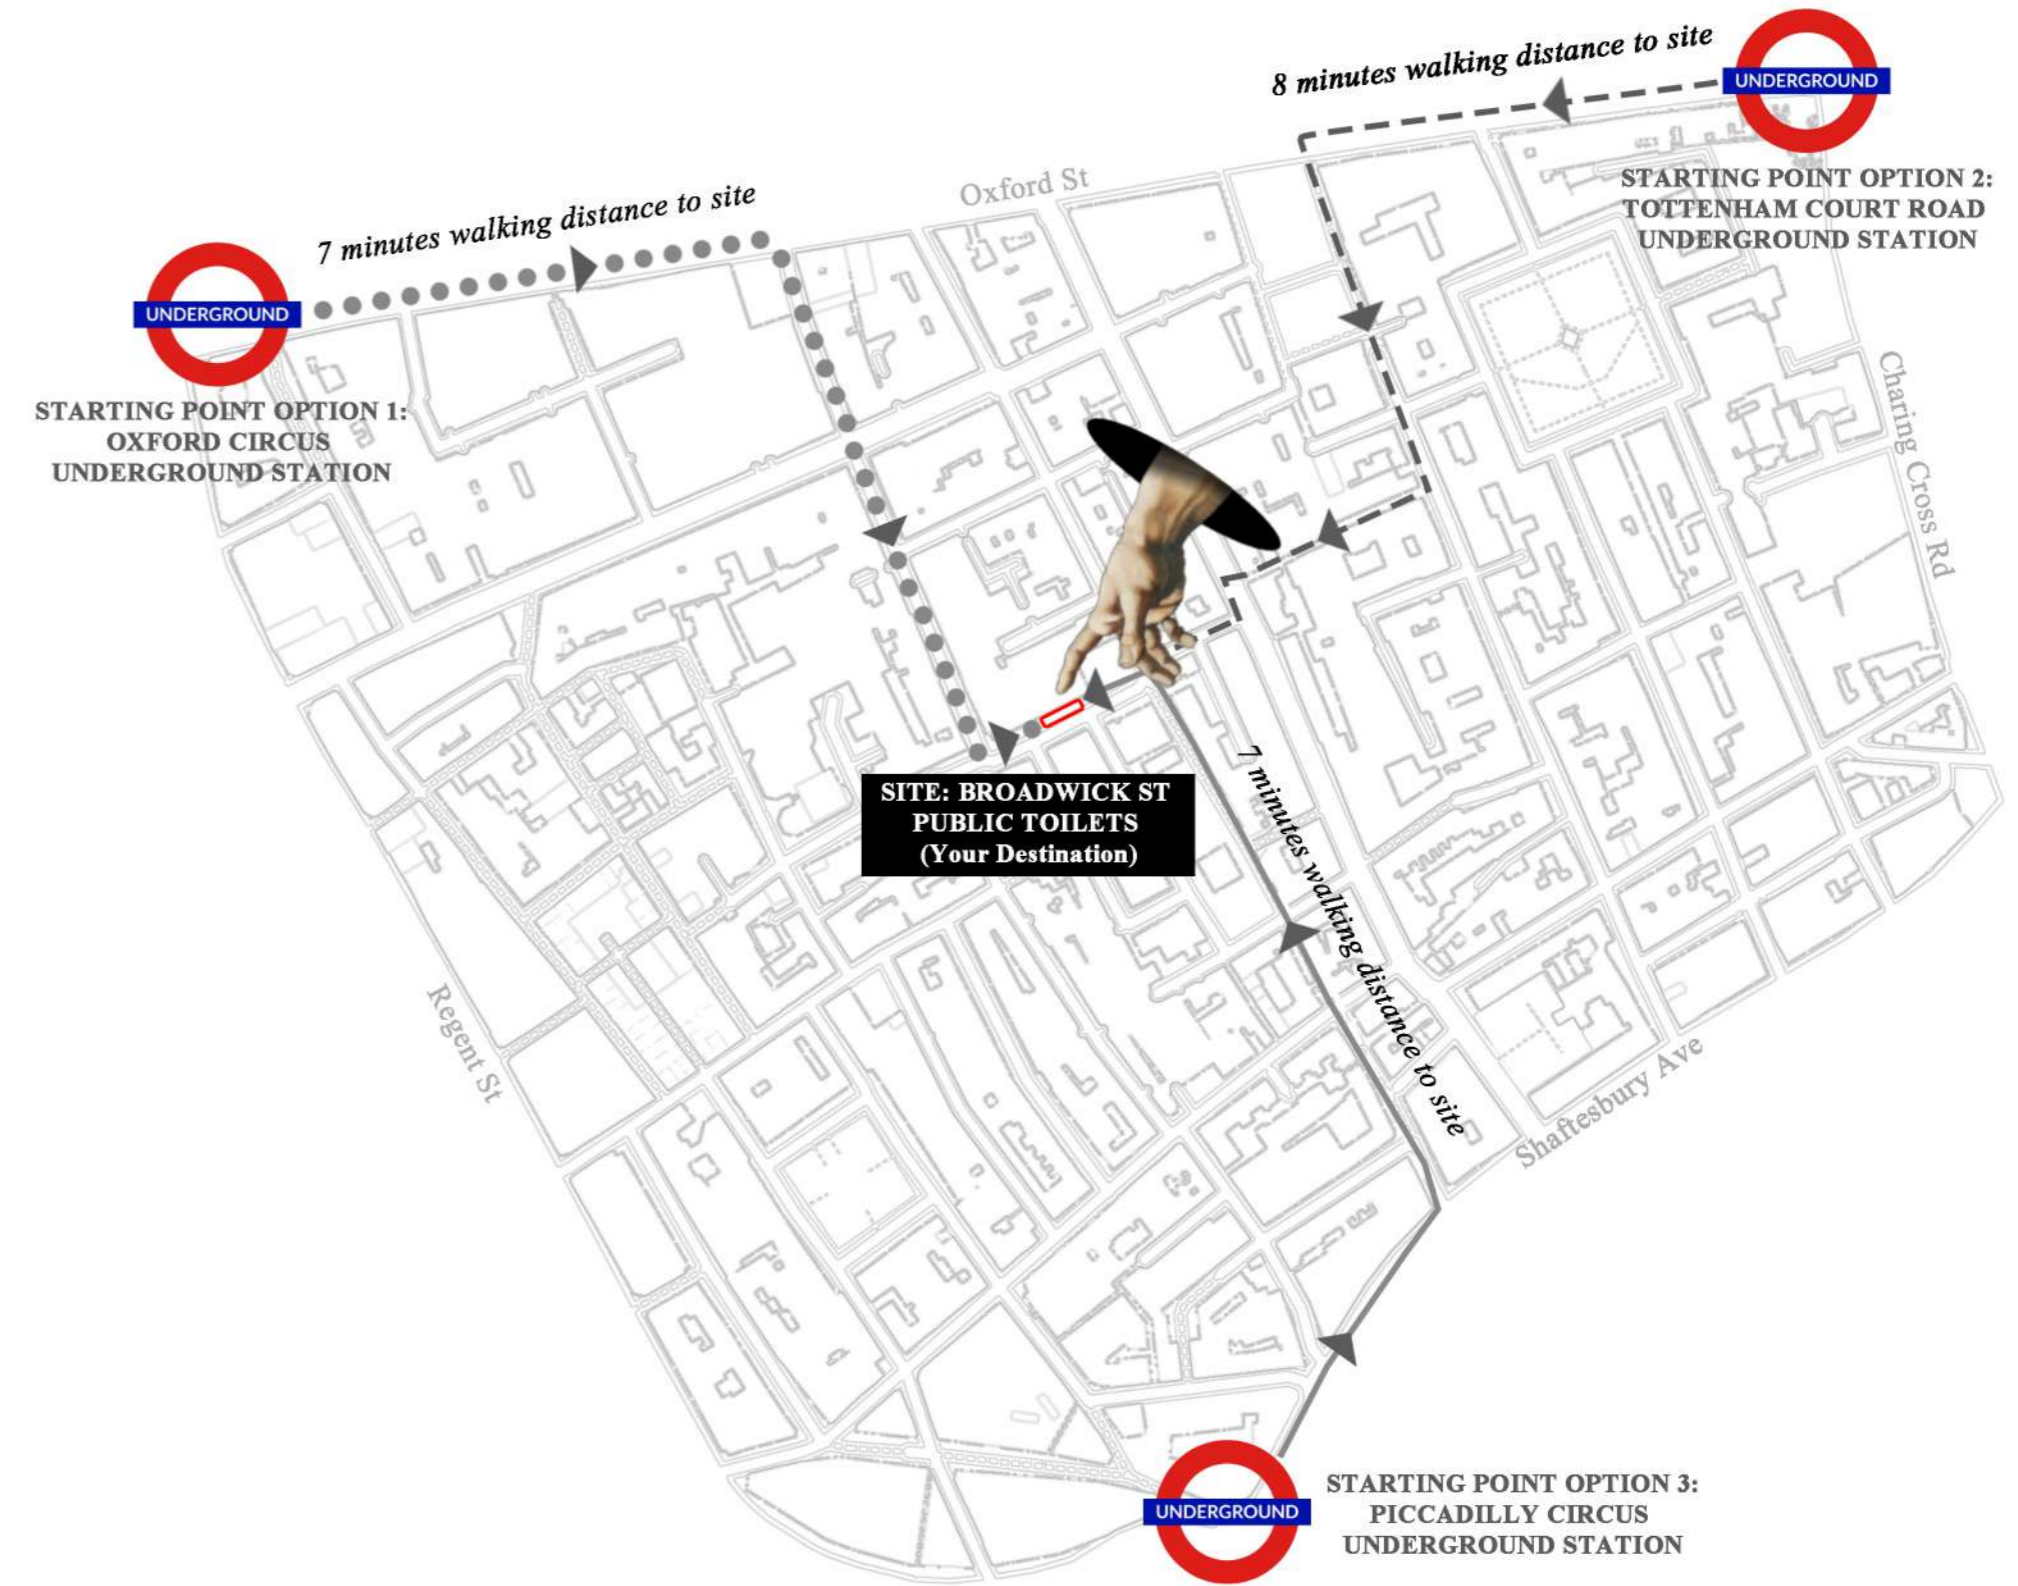 8 minutes walking distance to site
UNDERGROUND
STARTING POINT OPTION 2:
TOTTENHAM COURT ROAD
UNDERGROUND STATION
Oxford St
7 minutes walking distance to site
UNDERGROUND
STARTING POINT OPTION 1:
OXFORD CIRCUS
UNDERGROUND STATION
Charing Cross Rd
SITE: BROADWICK ST
PUBLIC TOILETS
(Your Destination)
7 minutes walking distance to site
Regent St
Shaftesbury Ave
UNDERGROUND
STARTING POINT OPTION 3:
PICCADILLY CIRCUS
UNDERGROUND STATION